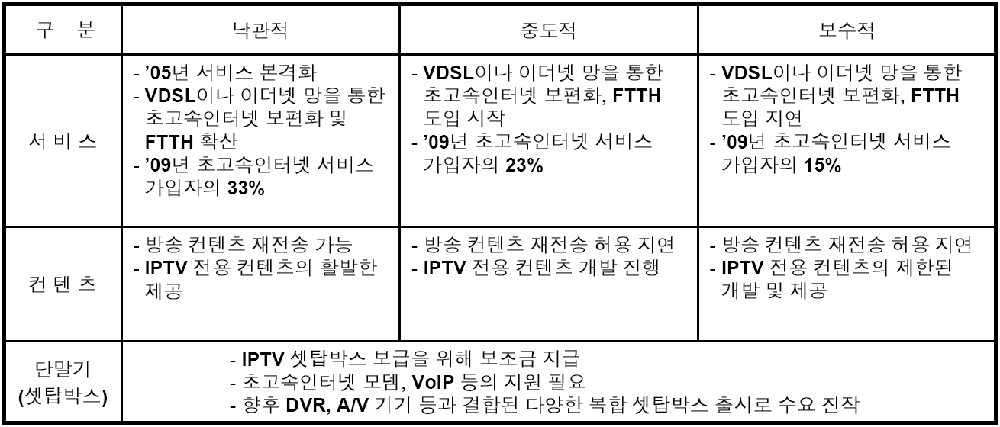 구 분
낙관적
중도적
보수적
서 비 스
- ’05년 서비스 본격화
- VDSL이나 이더넷 망을 통한
초고속인터넷 보편화 및
FTTH 확산
- ’09년 초고속인터넷 서비스
가입자의 33%
- VDSL이나 이더넷 망을 통한
초고속인터넷 보편화, FTTH
도입 시작
- ’09년 초고속인터넷 서비스
가입자의 23%
- VDSL이나 이더넷 망을 통한
초고속인터넷 보편화, FTTH
도입 지연
- ’09년 초고속인터넷 서비스
가입자의 15%
컨 텐 츠
- 방송 컨텐츠 재전송 가능
- IPTV 전용 컨텐츠의 활발한
제공
- 방송 컨텐츠 재전송 허용 지연
- IPTV 전용 컨텐츠 개발 진행
- 방송 컨텐츠 재전송 허용 지연
- IPTV 전용 컨텐츠의 제한된
개발 및 제공
단말기
(셋탑박스)
- IPTV 셋탑박스 보급을 위해 보조금 지급
- 초고속인터넷 모뎀, VoIP 등의 지원 필요
- 향후 DVR, A/V 기기 등과 결합된 다양한 복합 셋탑박스 출시로 수요 진작